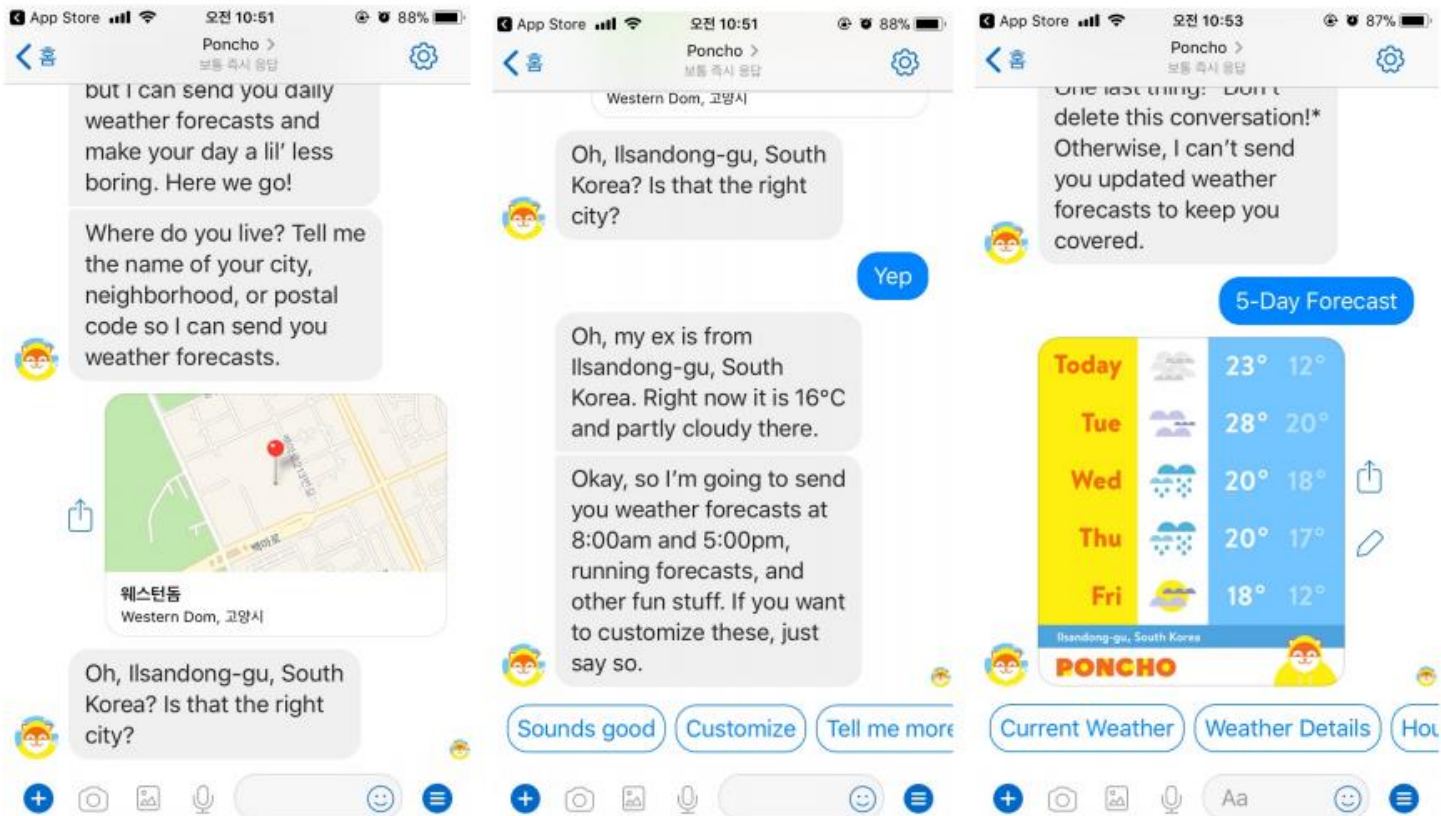 App Store 오전 10:51 88%
홈 Poncho >
보통 즉시 응답
but I can send you daily
weather forecasts and
make your day a lil' less
boring. Here we go!
Where do you live? Tell me
the name of your city,
neighborhood, or postal
code so I can send you
weather forecasts.
백마로
웨스턴돔
Western Dom, 고양시
Oh, Ilsandong-gu, South
Korea? Is that the right
city?
App Store 오전 10:51 88%
홈 Poncho >
보통 즉시 응답
Western Dom, 고양시
Oh, Ilsandong-gu, South
Korea? Is that the right
city?
Yep
Oh, my ex is from
Ilsandong-gu, South
Korea. Right now it is 16°C
and partly cloudy there.
Okay, so I'm going to send
you weather forecasts at
8:00am and 5:00pm,
running forecasts, and
other fun stuff. If you want
to customize these, just
say so.
Sounds good Customize Tell me more
App Store 오전 10:53 87%
홈 Poncho >
보통 즉시 응답
One last thing! *Don't
delete this conversation!*
Otherwise, I can't send
you updated weather
forecasts to keep you
covered.
5-Day Forecast
Today 23° 12°
Tue 28° 20°
Wed 20° 18°
Thu 20° 17°
Fri 18° 12°
Ilsandong-gu, South Korea
PONCHO
Current Weather Weather Details Hou
Aa